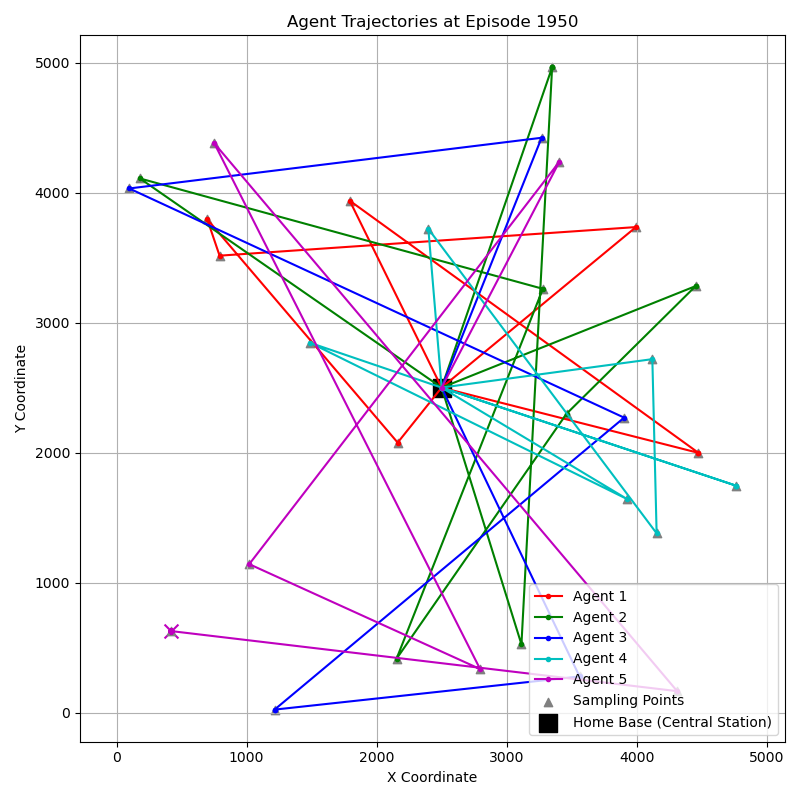 Agent Trajectories at Episode 1950
5000
4000
3000
2000
1000
0
Y Coordinate
0 1000 2000 3000 4000 5000
X Coordinate
Agent 1
Agent 2
Agent 3
Agent 4
Agent 5
Sampling Points
Home Base (Central Station)